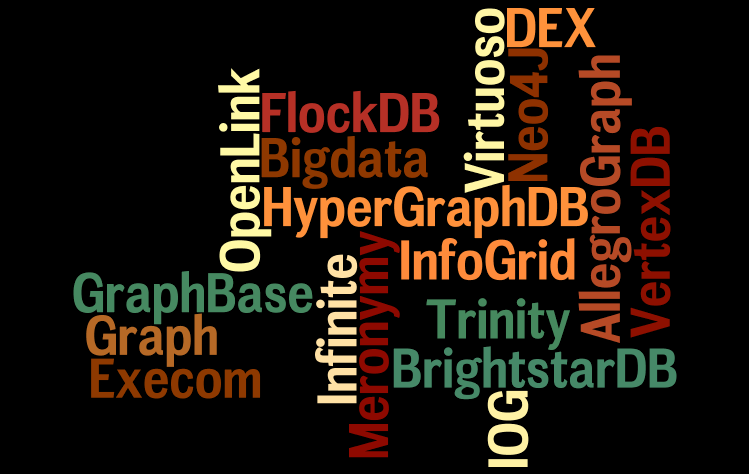 DEX
Virtuoso
Neo4J
OpenLink
FlockDB
Bigdata
AllegroGraph
VertexDB
HyperGraphDB
InfoGrid
Meronymy
Infinite
GraphBase
Trinity
Graph
BrightstarDB
Execom
IOG